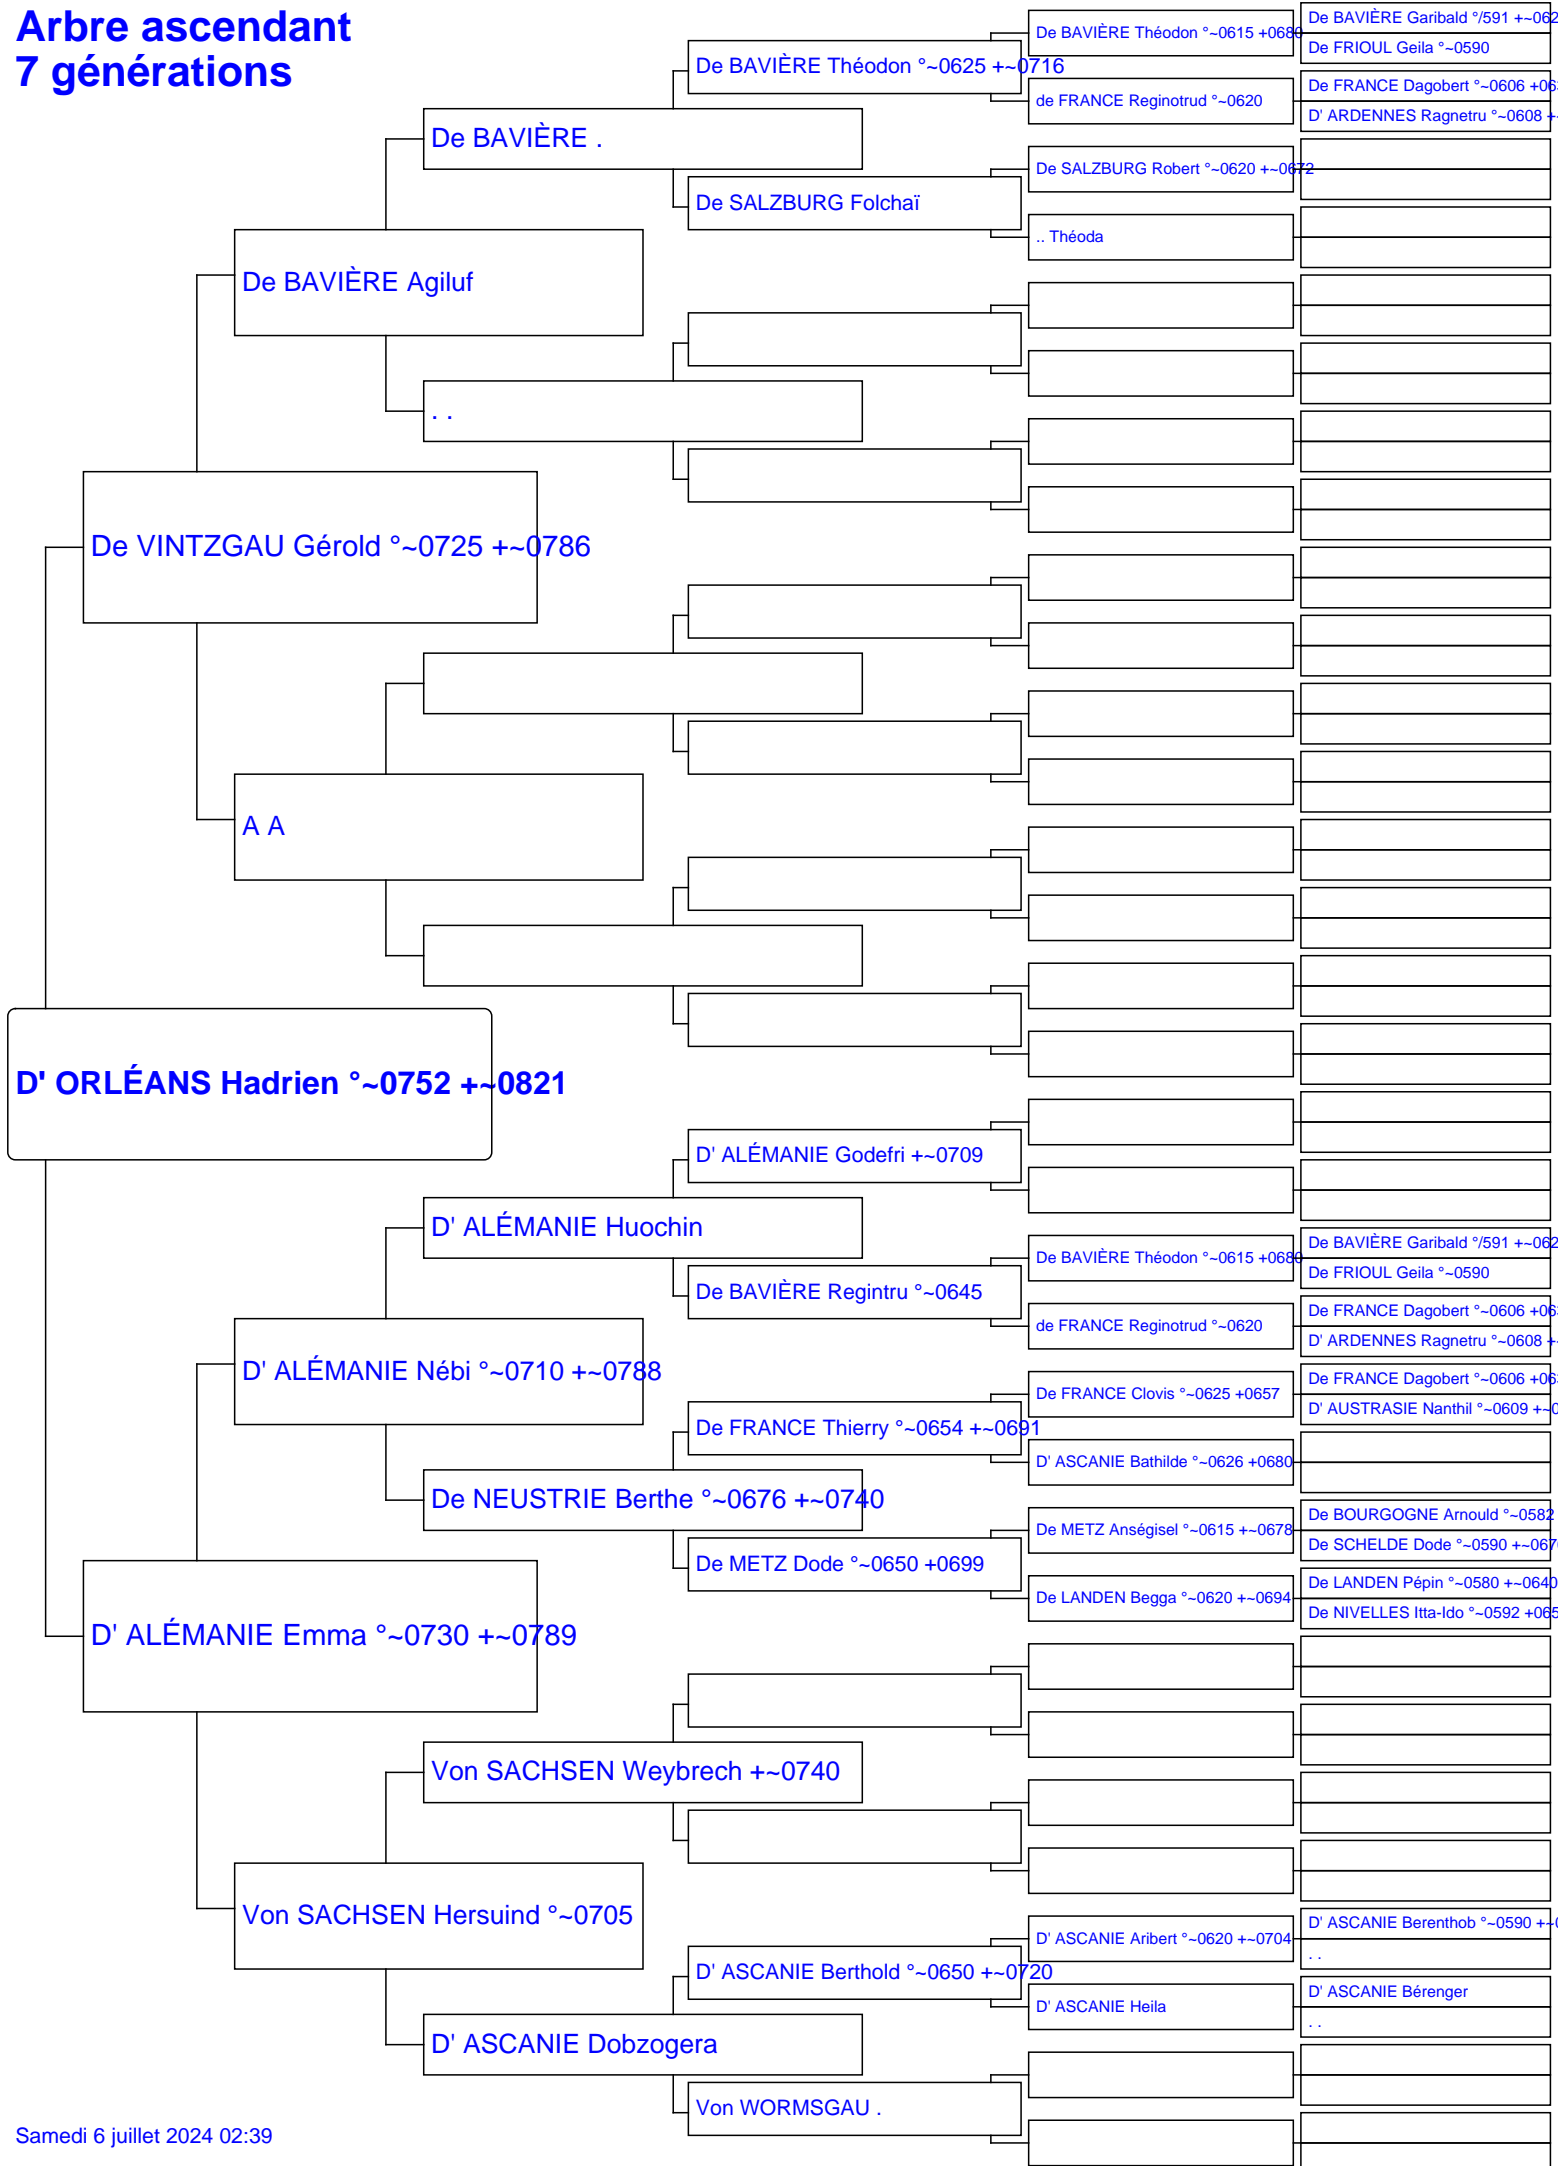 Arbre ascendant
7 générations
D' ORLÉANS Hadrien °~0752 +~0821
De VINTZGAU Gérold °~0725 +~0786
D' ALÉMANIE Emma °~0730 +~0789
De BAVIÈRE Agiluf
A A
D' ALÉMANIE Nébi °~0710 +~0788
Von SACHSEN Hersuind °~0705
De BAVIÈRE .
. .
D' ALÉMANIE Huochin
De NEUSTRIE Berthe °~0676 +~0740
Von SACHSEN Weybrech +~0740
D' ASCANIE Dobzogera
De BAVIÈRE Théodon °~0625 +~0716
De SALZBURG Folchaï
D' ALÉMANIE Godefri +~0709
De BAVIÈRE Regintru °~0645
De FRANCE Thierry °~0654 +~0691
De METZ Dode °~0650 +0699
D' ASCANIE Berthold °~0650 +~0720
Von WORMSGAU .
De BAVIÈRE Théodon °~0615 +0680
de FRANCE Reginotrud °~0620
De SALZBURG Robert °~0620 +~0672
.. Théoda
De BAVIÈRE Théodon °~0615 +0680
de FRANCE Reginotrud °~0620
De FRANCE Clovis °~0625 +0657
D' ASCANIE Bathilde °~0626 +0680
De METZ Anségisel °~0615 +~0678
De LANDEN Begga °~0620 +~0694
D' ASCANIE Aribert °~0620 +~0704
D' ASCANIE Heila
De BAVIÈRE Garibald °/591 +~062
De FRIOUL Geila °~0590
De FRANCE Dagobert °~0606 +06
D' ARDENNES Ragnetru °~0608 +
De BAVIÈRE Garibald °/591 +~062
De FRIOUL Geila °~0590
De FRANCE Dagobert °~0606 +06
D' ARDENNES Ragnetru °~0608 +
De FRANCE Dagobert °~0606 +06
D' AUSTRASIE Nanthil °~0609 +~0
De BOURGOGNE Arnould °~0582
De SCHELDE Dode °~0590 +~067
De LANDEN Pépin °~0580 +~0640
De NIVELLES Itta-Ido °~0592 +065
D' ASCANIE Berenthob °~0590 +~0
. .
D' ASCANIE Bérenger
. .
Samedi 6 juillet 2024 02:39